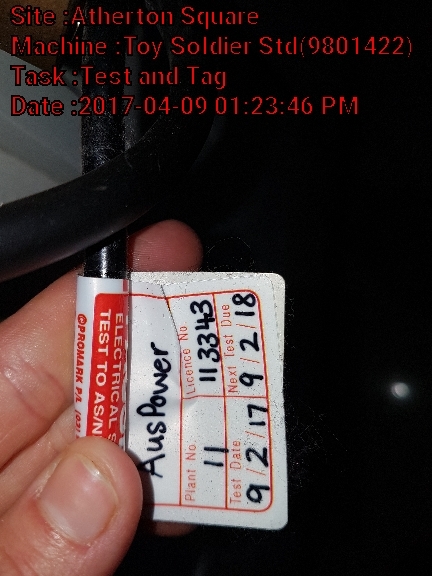 Site :Atherton Square
Machine :Toy Soldier Std(9801422)
Task :Test and Tag
Date :2017-04-09 01:23:46 PM
©PROMARK P/L
ELECTRICAL
TEST TO AS/N
AusPower
Plant No.
11
Licence No.
113343
Test Date
9/2/17
Next Test Due
9/2/18